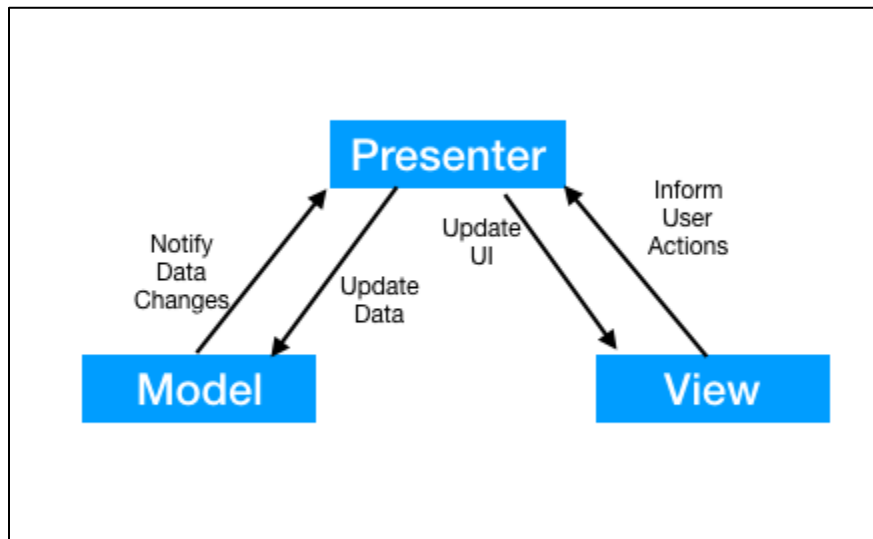 Presenter
Inform
User
Actions
Update
UI
Notify
Data
Changes
Update
Data
Model
View